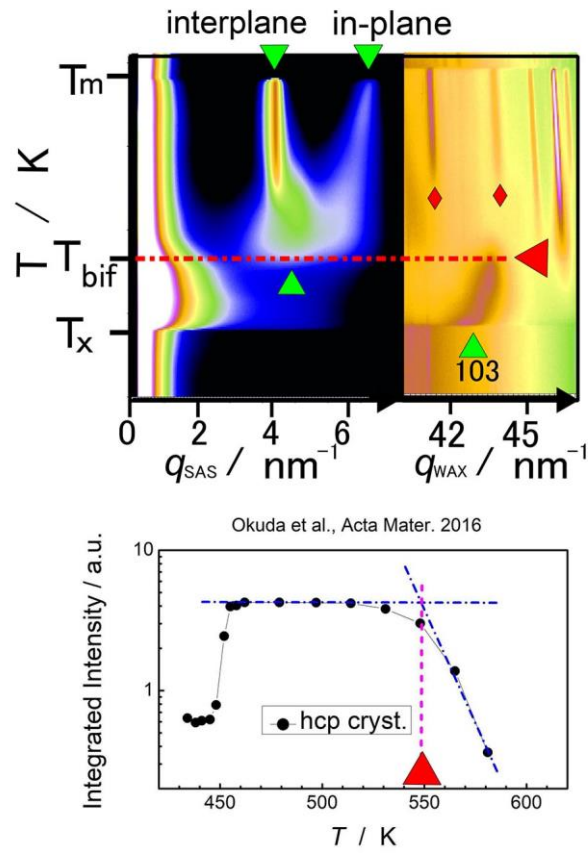 interplane in-plane
Tm
T / K
Tbif
Tx
103
0 2 4 6 42 45
qSAS / nm⁻¹ qWAX / nm⁻¹
Okuda et al., Acta Mater. 2016
Integrated Intensity / a.u.
10
1
hcp cryst.
450 500 550 600
T / K